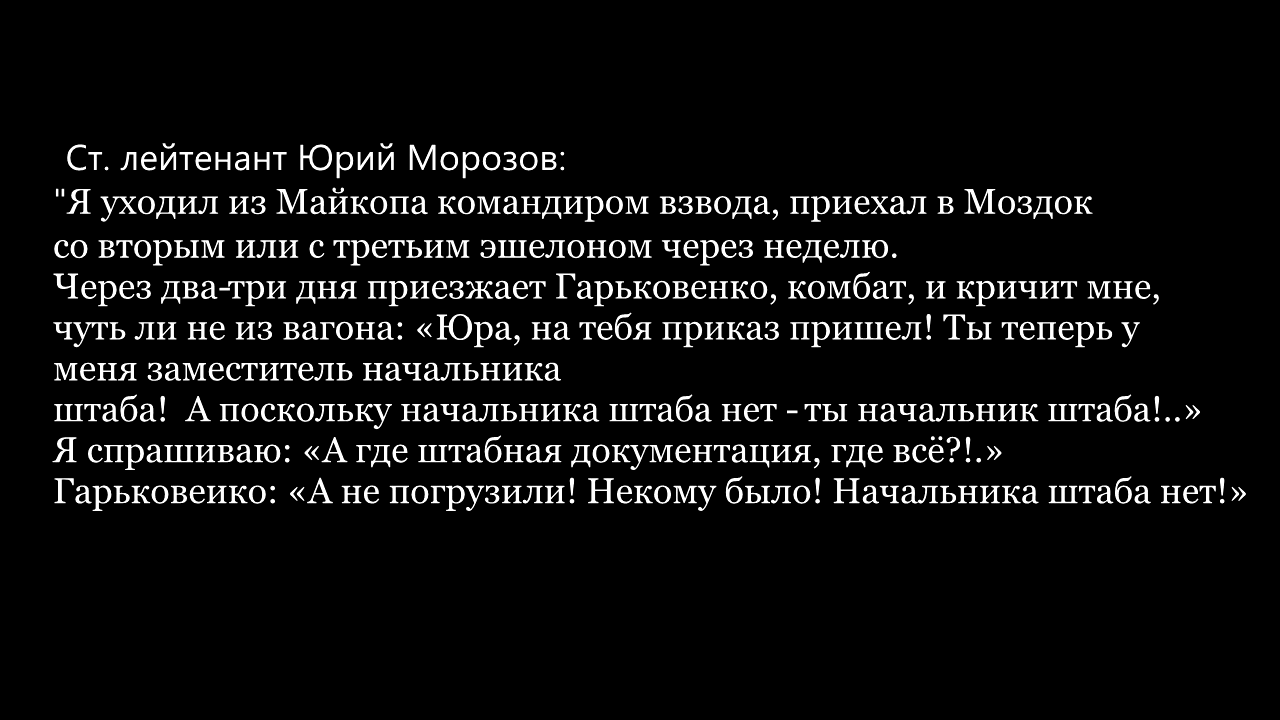 Ст. лейтенант Юрий Морозов:
"Я уходил из Майкопа командиром взвода, приехал в Моздок
со вторым или с третьим эшелоном через неделю.
Через два-три дня приезжает Гарьковенко, комбат, и кричит мне,
чуть ли не из вагона: «Юра, на тебя приказ пришел! Ты теперь у
меня заместитель начальника
штаба!  А поскольку начальника штаба нет - ты начальник штаба!..»
Я спрашиваю: «А где штабная документация, где всё?!.»
Гарьковеико: «А не погрузили! Некому было! Начальника штаба нет!»